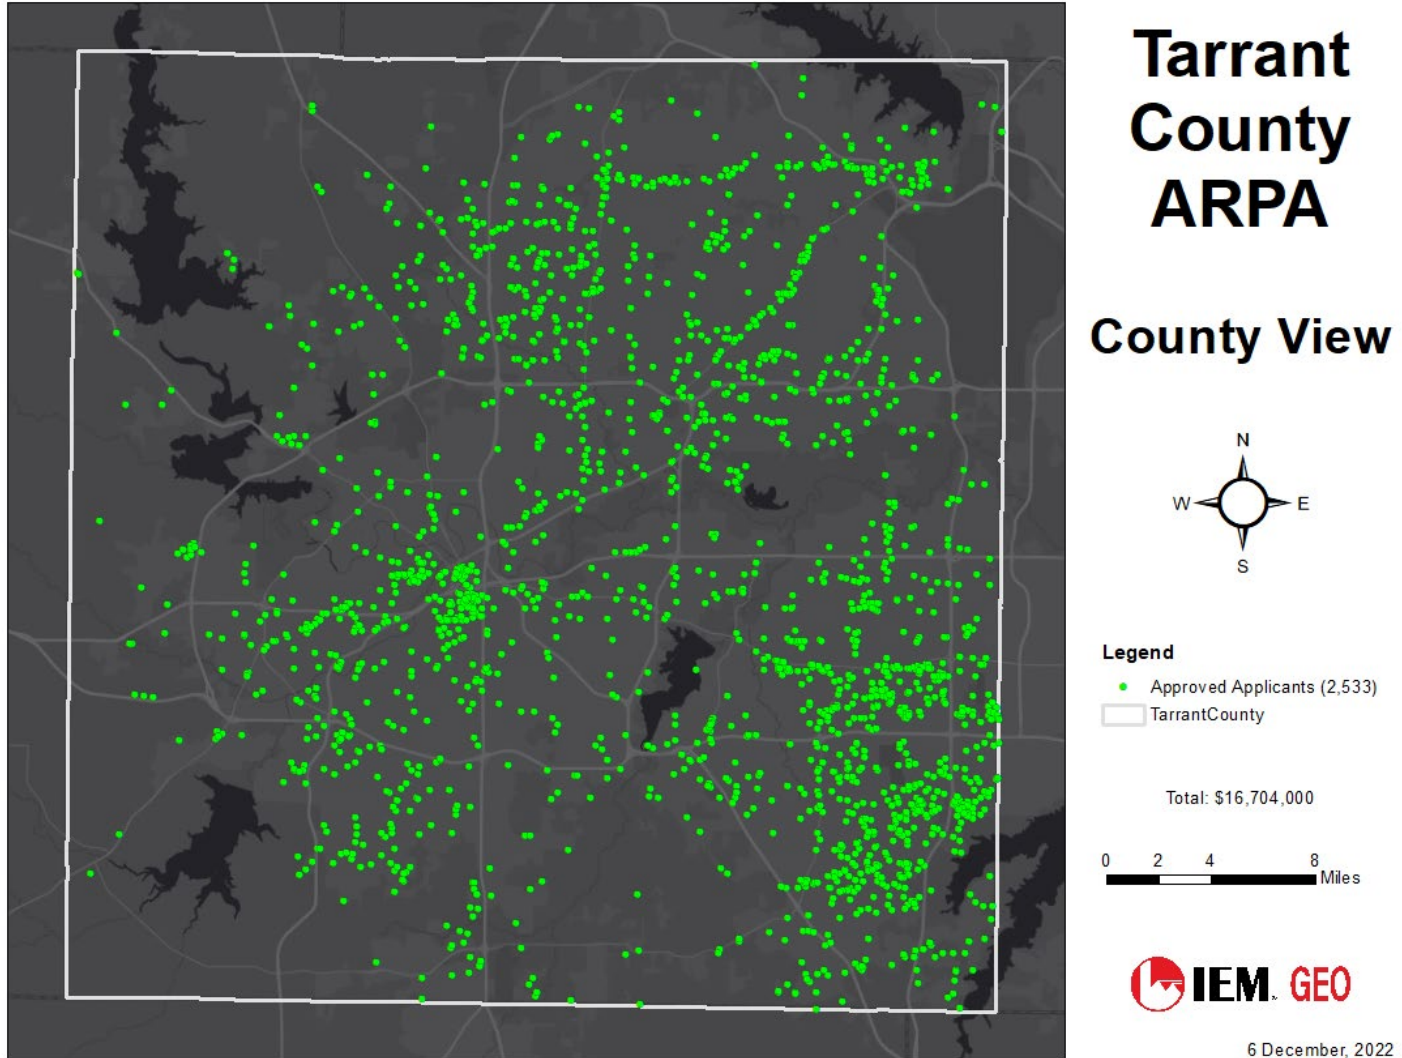 Tarrant
County
ARPA
County View
N
W E
S
Legend
Approved Applicants (2,533)
TarrantCounty
Total: $16,704,000
0 2 4 8
Miles
IEM. GEO
6 December, 2022